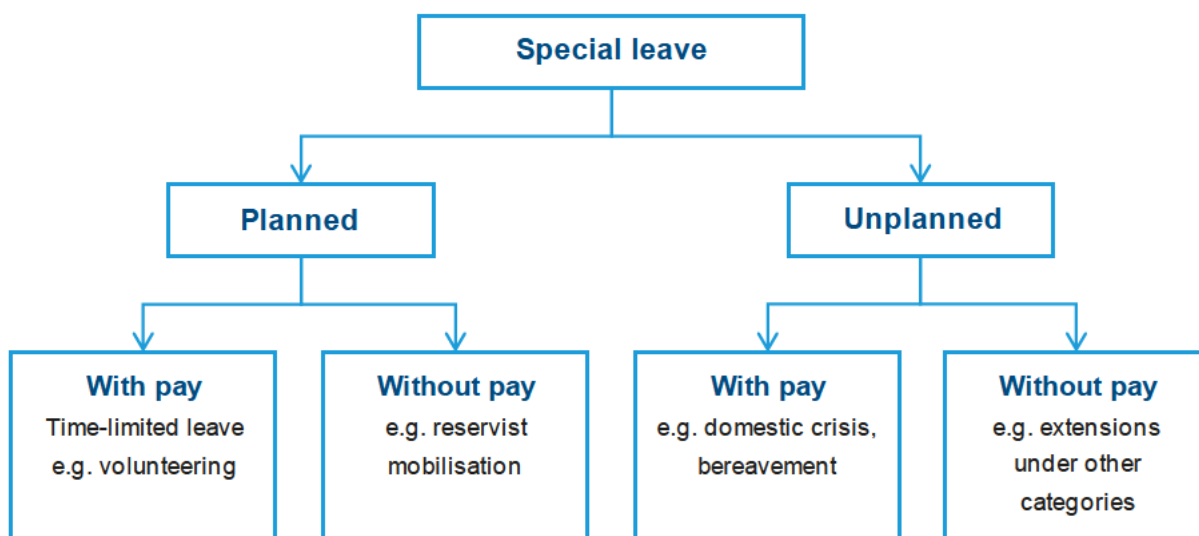 Special leave
Planned
Unplanned
With pay
Time-limited leave
e.g. volunteering
Without pay
e.g. reservist
mobilisation
With pay
e.g. domestic crisis,
bereavement
Without pay
e.g. extensions
under other
categories